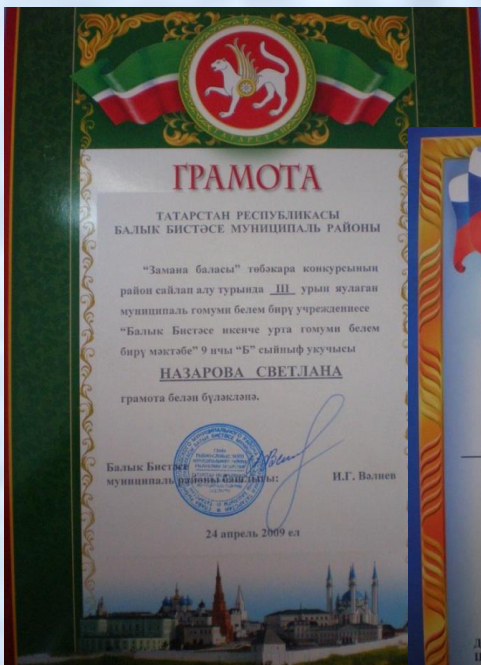 ТАТАРСТАН
ГРАМОТА
ТАТАРСТАН РЕСПУБЛИКАСЫ
БАЛЫК БИСТӘСЕ МУНИЦИПАЛЬ РАЙОНЫ
“Замана баласы” төбәкара конкурсының
район сайлап алу турында III урын яулаган
муниципаль гомуми белем бирү учреждениесе
“Балык Бистәсе икенче урта гомуми белем
бирү мәктәбе” 9 нчы “Б” сыйныф укучысы
НАЗАРОВА СВЕТЛАНА
грамота белән бүләкләнә.
Балык Бистәсе
муниципаль районы башлыгы:
И.Г. Вәлиев
24 апрель 2009 ел